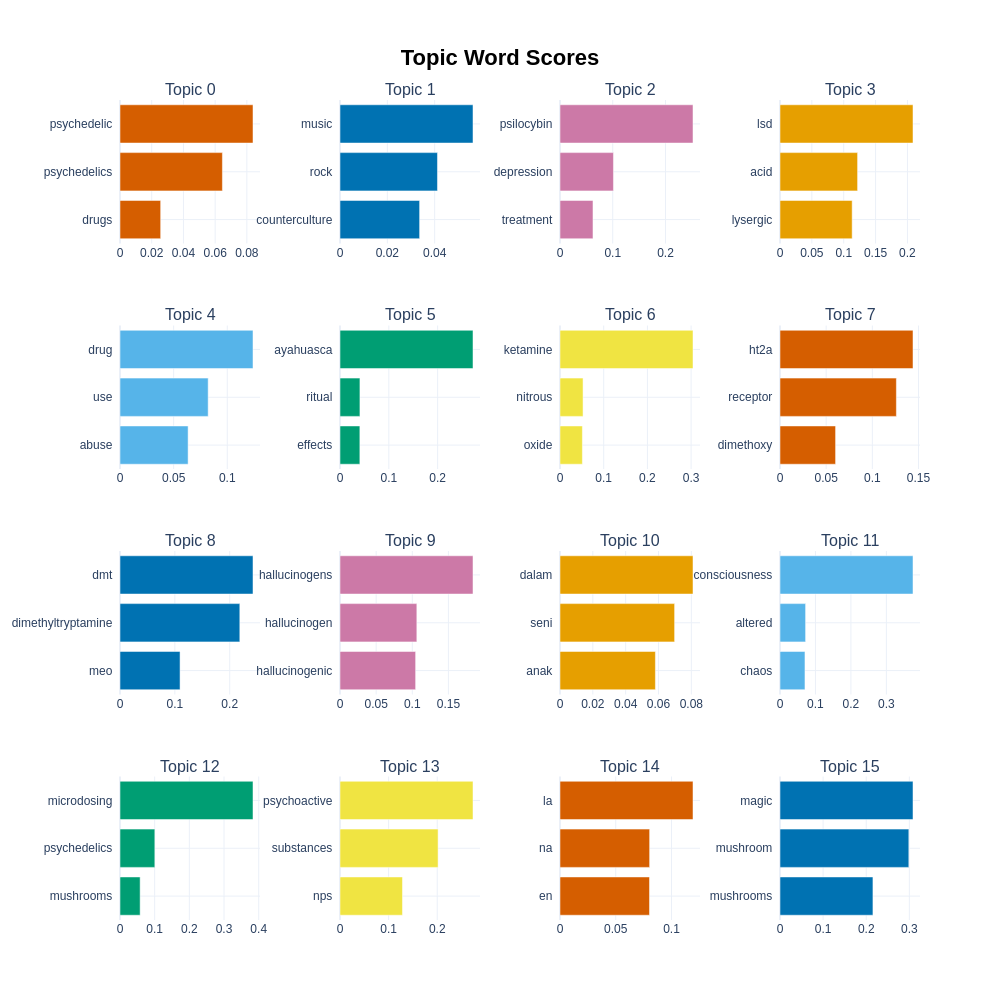 Topic Word Scores
Topic 0
psychedelic
psychedelics
drugs
0 0.02 0.04 0.06 0.08
Topic 1
music
rock
counterculture
0 0.02 0.04
Topic 2
psilocybin
depression
treatment
0 0.1 0.2
Topic 3
lsd
acid
lysergic
0 0.05 0.1 0.15 0.2
Topic 4
drug
use
abuse
0 0.05 0.1
Topic 5
ayahuasca
ritual
effects
0 0.1 0.2
Topic 6
ketamine
nitrous
oxide
0 0.1 0.2 0.3
Topic 7
ht2a
receptor
dimethoxy
0 0.05 0.1 0.15
Topic 8
dmt
dimethyltryptamine
meo
0 0.1 0.2
Topic 9
hallucinogens
hallucinogen
hallucinogenic
0 0.05 0.1 0.15
Topic 10
dalam
seni
anak
0 0.02 0.04 0.06 0.08
Topic 11
consciousness
altered
chaos
0 0.1 0.2 0.3
Topic 12
microdosing
psychedelics
mushrooms
0 0.1 0.2 0.3 0.4
Topic 13
psychoactive
substances
nps
0 0.1 0.2
Topic 14
la
na
en
0 0.05 0.1
Topic 15
magic
mushroom
mushrooms
0 0.1 0.2 0.3